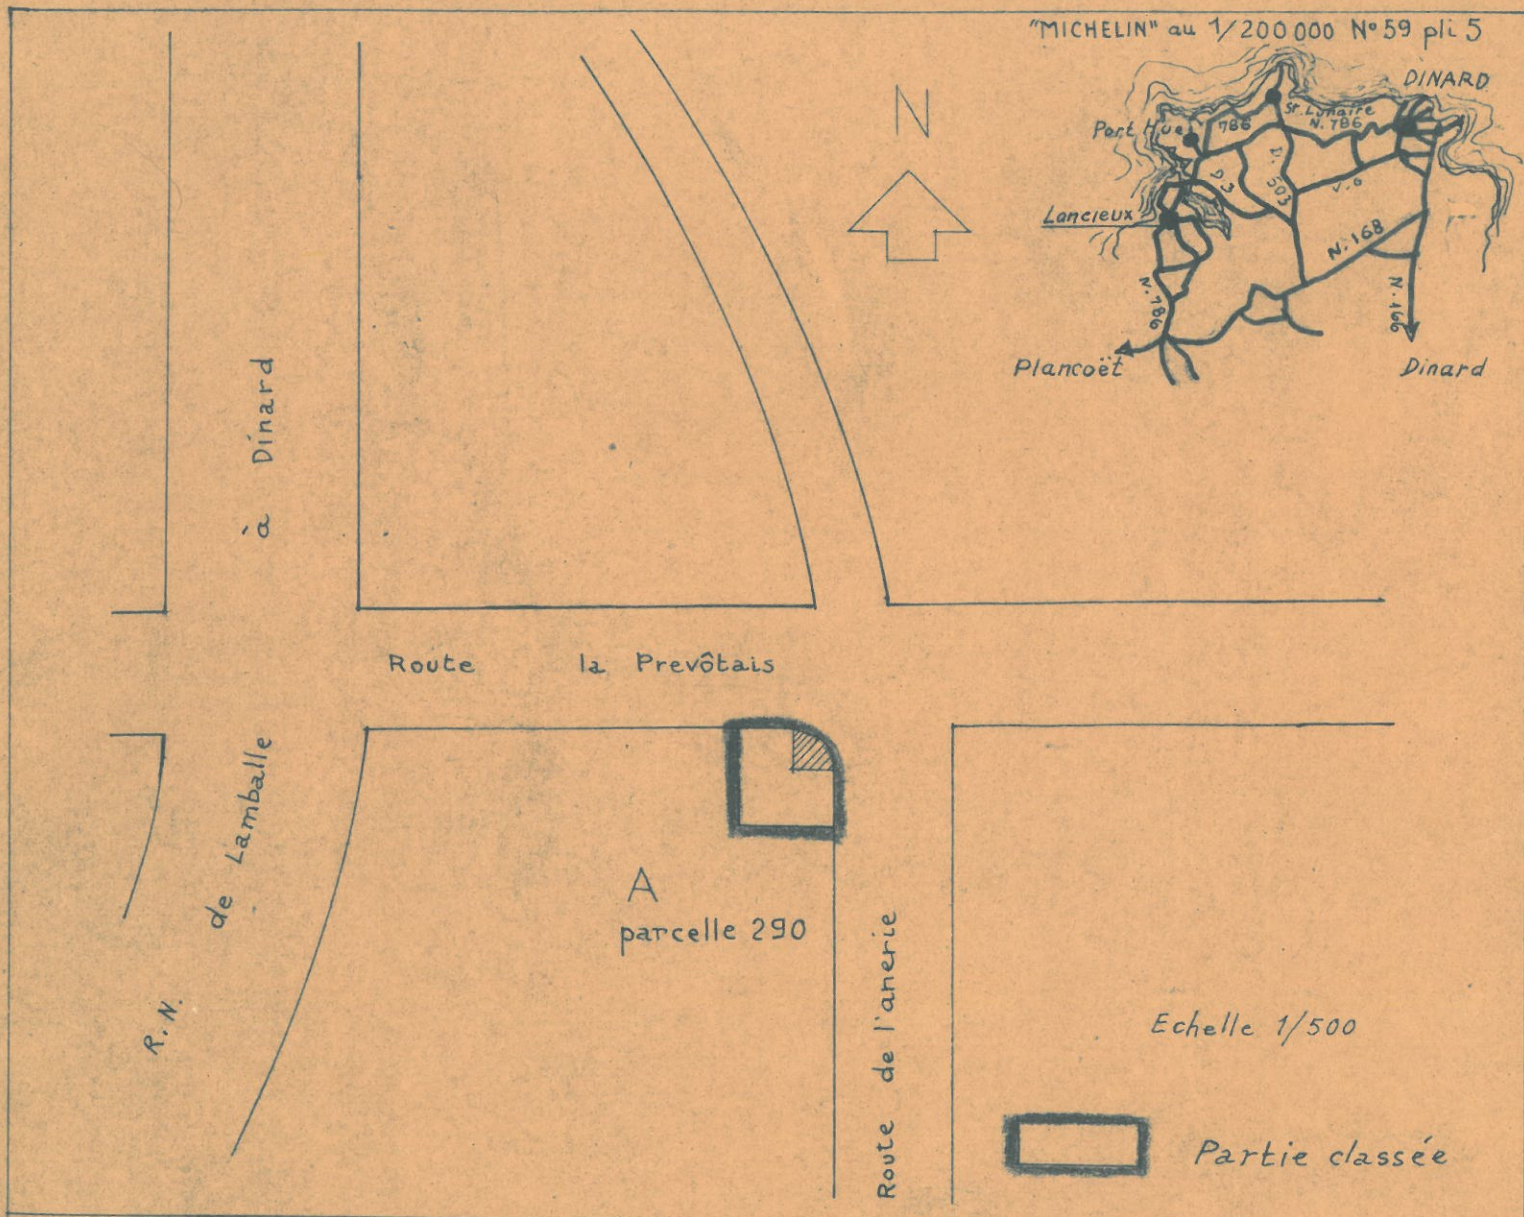 "MICHELIN" au 1/200 000 N° 59 pli 5
DINARD
St. Lunaire
N. 786
786
Port Hue
D. 503
D. 3
V.O
Lancieux
N. 168
N. 786
N. 166
Plancoët
Dinard
N
à Dinard
Route la Prevôtais
de Lamballe
R. N.
A
parcelle 290
Route de l'anerie
Echelle 1/500
Partie classée